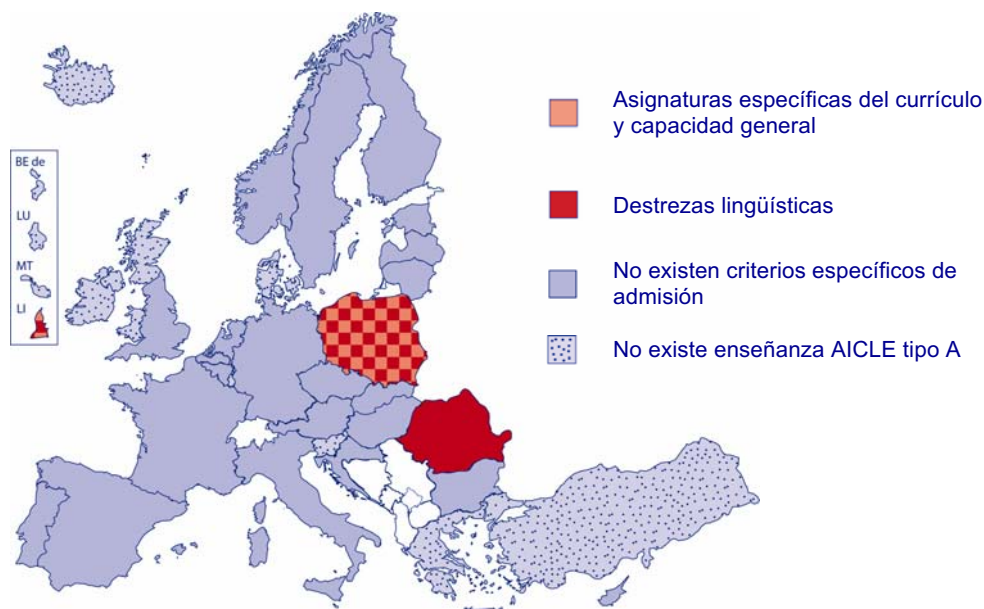 Asignaturas específicas del currículo
y capacidad general
Destrezas lingüísticas
No existen criterios específicos de
admisión
No existe enseñanza AICLE tipo A
BE de
LU
MT
LI